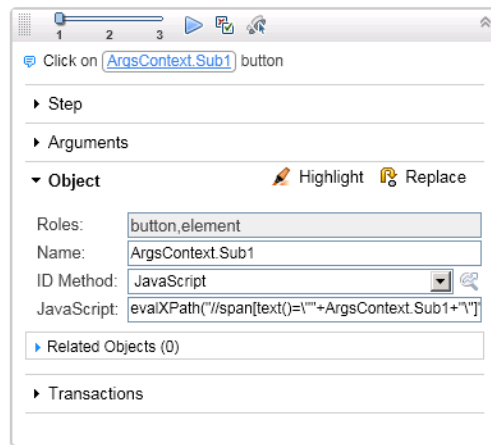 1 2 3
Click on ArgsContext.Sub1 button
Step
Arguments
Object Highlight Replace
Roles: button,element
Name: ArgsContext.Sub1
ID Method: JavaScript
JavaScript: evalXPath("//span[text()=\""+ArgsContext.Sub1+"\"]"
Related Objects (0)
Transactions